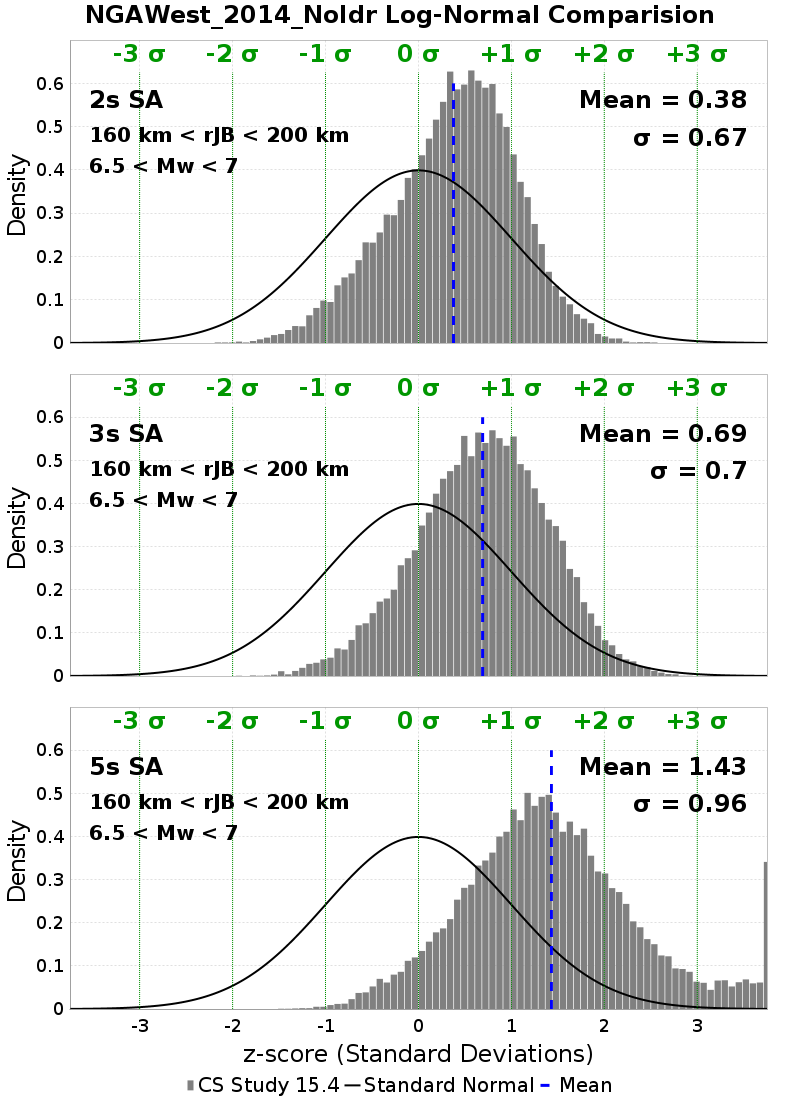 NGAWest_2014_NoIdr Log-Normal Comparision
-3 σ -2 σ -1 σ 0 σ +1 σ +2 σ +3 σ
2s SA
160 km < rJB < 200 km
6.5 < Mw < 7
Mean = 0.38
σ = 0.67
Density
0.6
0.5
0.4
0.3
0.2
0.1
0
-3 σ -2 σ -1 σ 0 σ +1 σ +2 σ +3 σ
3s SA
160 km < rJB < 200 km
6.5 < Mw < 7
Mean = 0.69
σ = 0.7
Density
0.6
0.5
0.4
0.3
0.2
0.1
0
-3 σ -2 σ -1 σ 0 σ +1 σ +2 σ +3 σ
5s SA
160 km < rJB < 200 km
6.5 < Mw < 7
Mean = 1.43
σ = 0.96
Density
0.6
0.5
0.4
0.3
0.2
0.1
0
-3 -2 -1 0 1 2 3
z-score (Standard Deviations)
CS Study 15.4 Standard Normal Mean